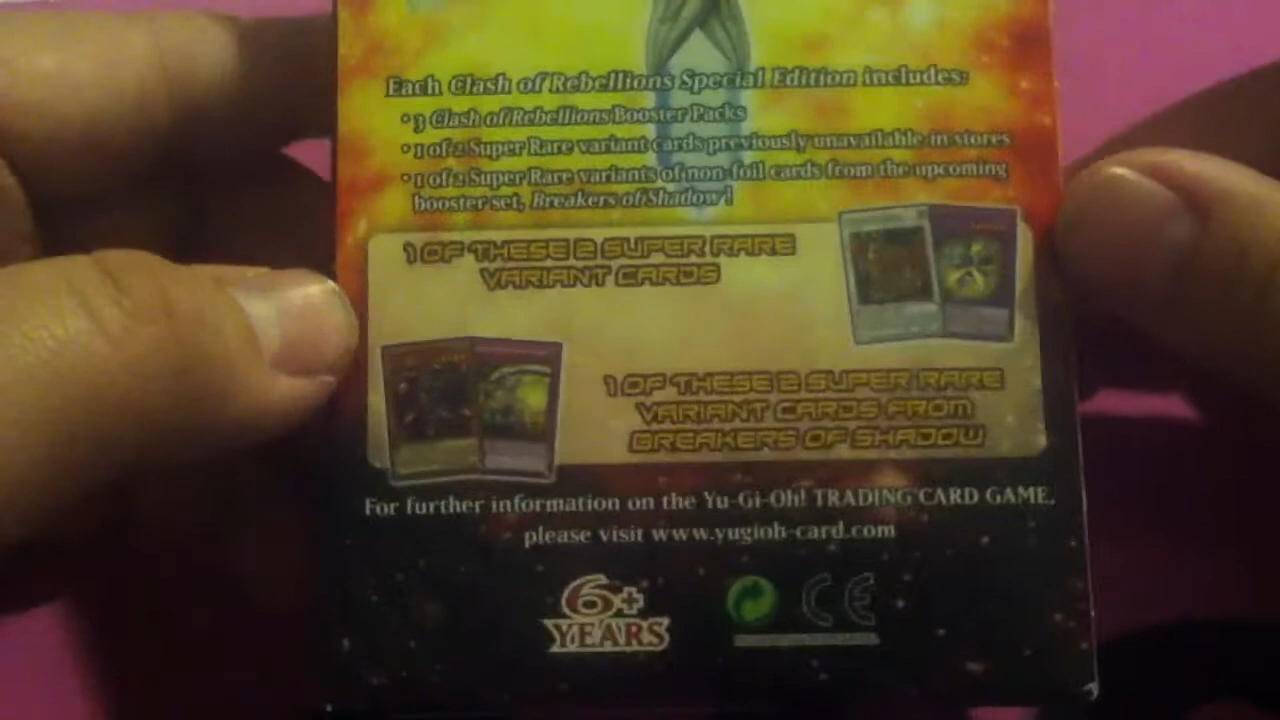 Each Clash of Rebellions Special Edition includes:
• 3 Clash of Rebellions Booster Packs
• 1 of 2 Super Rare variant cards previously unavailable in stores
• 1 of 2 Super Rare variants of non-foil cards from the upcoming
booster set, Breakers of Shadow!
1 OF THESE 2 SUPER RARE
VARIANT CARDS
1 OF THESE 2 SUPER RARE
VARIANT CARDS FROM
BREAKERS OF SHADOW
For further information on the Yu-Gi-Oh! TRADING CARD GAME,
please visit www.yugioh-card.com
6+
YEARS
CE